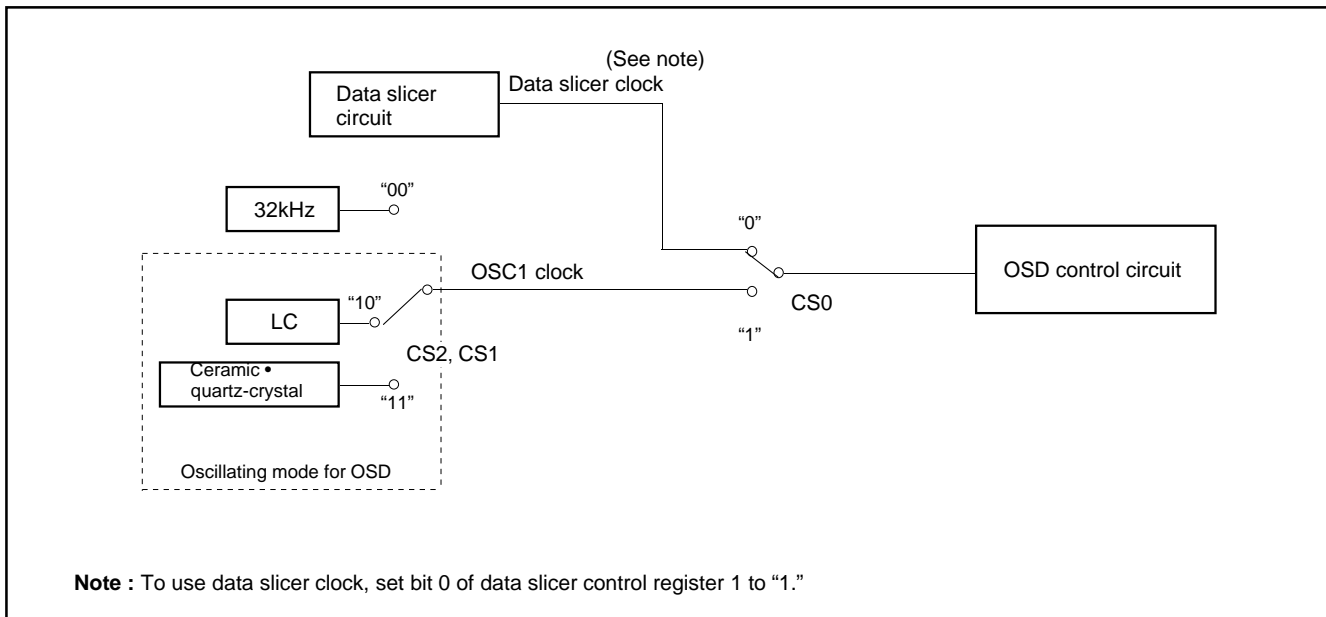 (See note)
Data slicer clock
Data slicer
circuit
“00”
32kHz
“0”
OSC1 clock
OSD control circuit
“10”
CS0
LC
“1”
CS2, CS1
Ceramic •
quartz-crystal
“11”
Oscillating mode for OSD
Note : To use data slicer clock, set bit 0 of data slicer control register 1 to “1.”